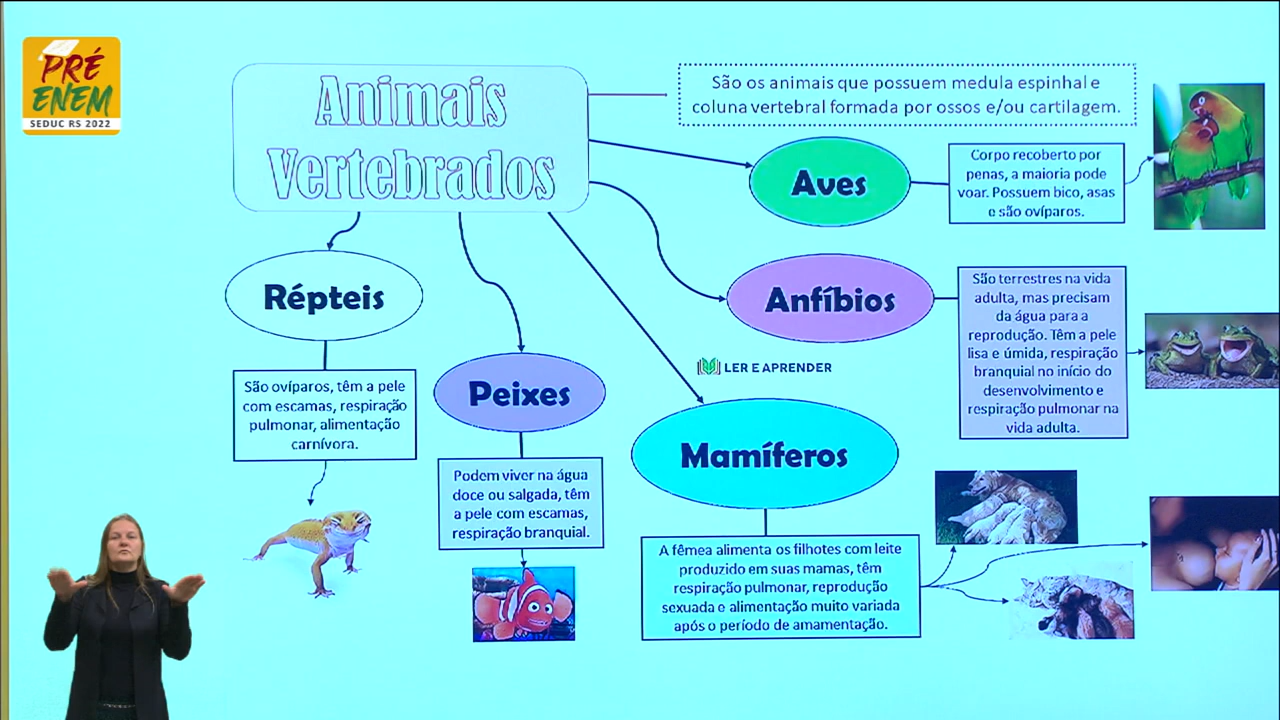 PRÉ
ENEM
SEDUC RS 2022
Animais
Vertebrados
São os animais que possuem medula espinhal e
coluna vertebral formada por ossos e/ou cartilagem.
Aves
Corpo recoberto por
penas, a maioria pode
voar. Possuem bico, asas
e são ovíparos.
Anfíbios
São terrestres na vida
adulta, mas precisam
da água para a
reprodução. Têm a pele
lisa e úmida, respiração
branquial no início do
desenvolvimento e
respiração pulmonar na
vida adulta.
Répteis
São ovíparos, têm a pele
com escamas, respiração
pulmonar, alimentação
carnívora.
Peixes
Podem viver na água
doce ou salgada, têm
a pele com escamas,
respiração branquial.
LER E APRENDER
Mamíferos
A fêmea alimenta os filhotes com leite
produzido em suas mamas, têm
respiração pulmonar, reprodução
sexuada e alimentação muito variada
após o período de amamentação.